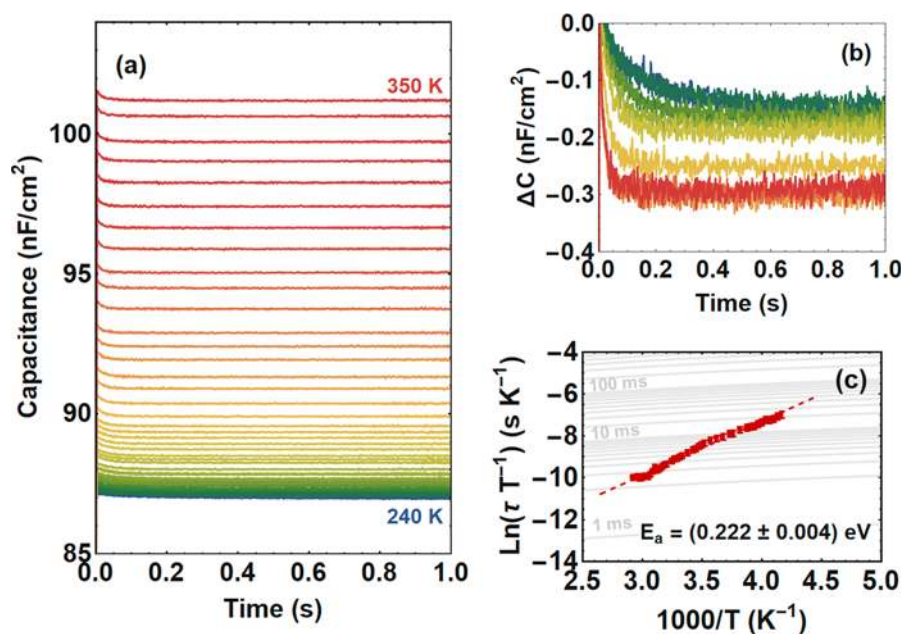 (a)
350 K
240 K
Capacitance (nF/cm²)
100
95
90
85
0.0 0.2 0.4 0.6 0.8 1.0
Time (s)
(b)
ΔC (nF/cm²)
0.0
−0.1
−0.2
−0.3
−0.4
0.0 0.2 0.4 0.6 0.8 1.0
Time (s)
(c)
Ln(τ T⁻¹) (s K⁻¹)
−4
−6
−8
−10
−12
−14
100 ms
10 ms
1 ms
Eₐ = (0.222 ± 0.004) eV
2.5 3.0 3.5 4.0 4.5 5.0
1000/T (K⁻¹)